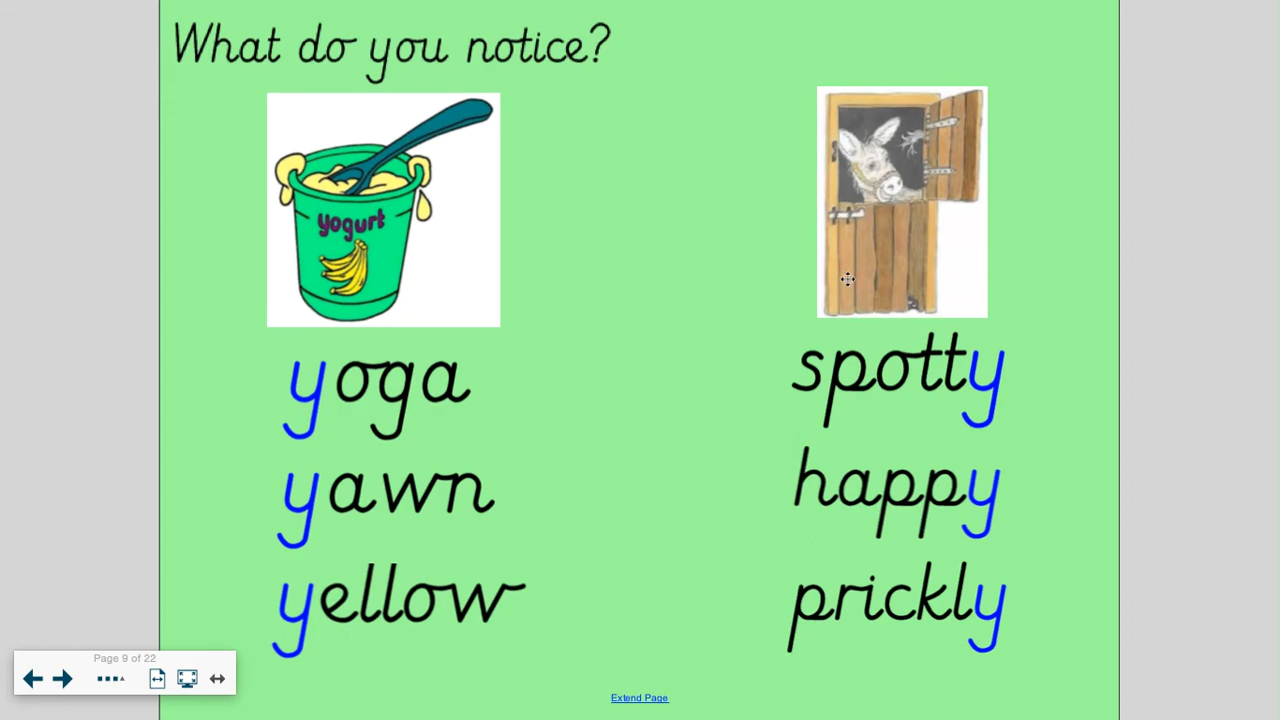 What do you notice?
yogurt
yoga
yawn
yellow
spotty
happy
prickly
Page 9 of 22
Extend Page